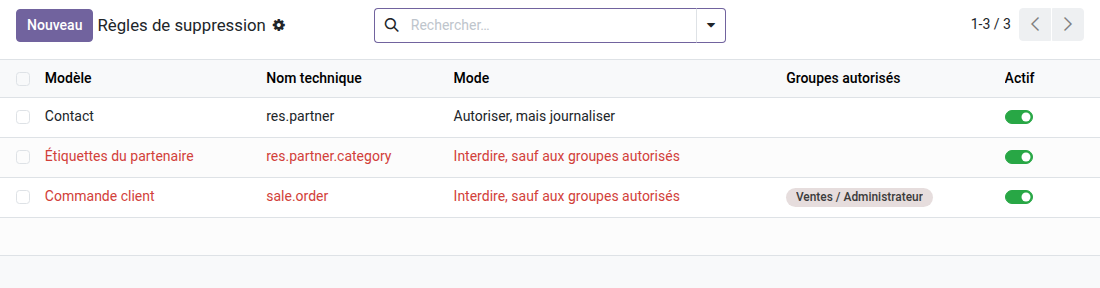 Nouveau Règles de suppression Rechercher... 1-3 / 3
Modèle Nom technique Mode Groupes autorisés Actif
Contact res.partner Autoriser, mais journaliser
Étiquettes du partenaire res.partner.category Interdire, sauf aux groupes autorisés
Commande client sale.order Interdire, sauf aux groupes autorisés Ventes / Administrateur